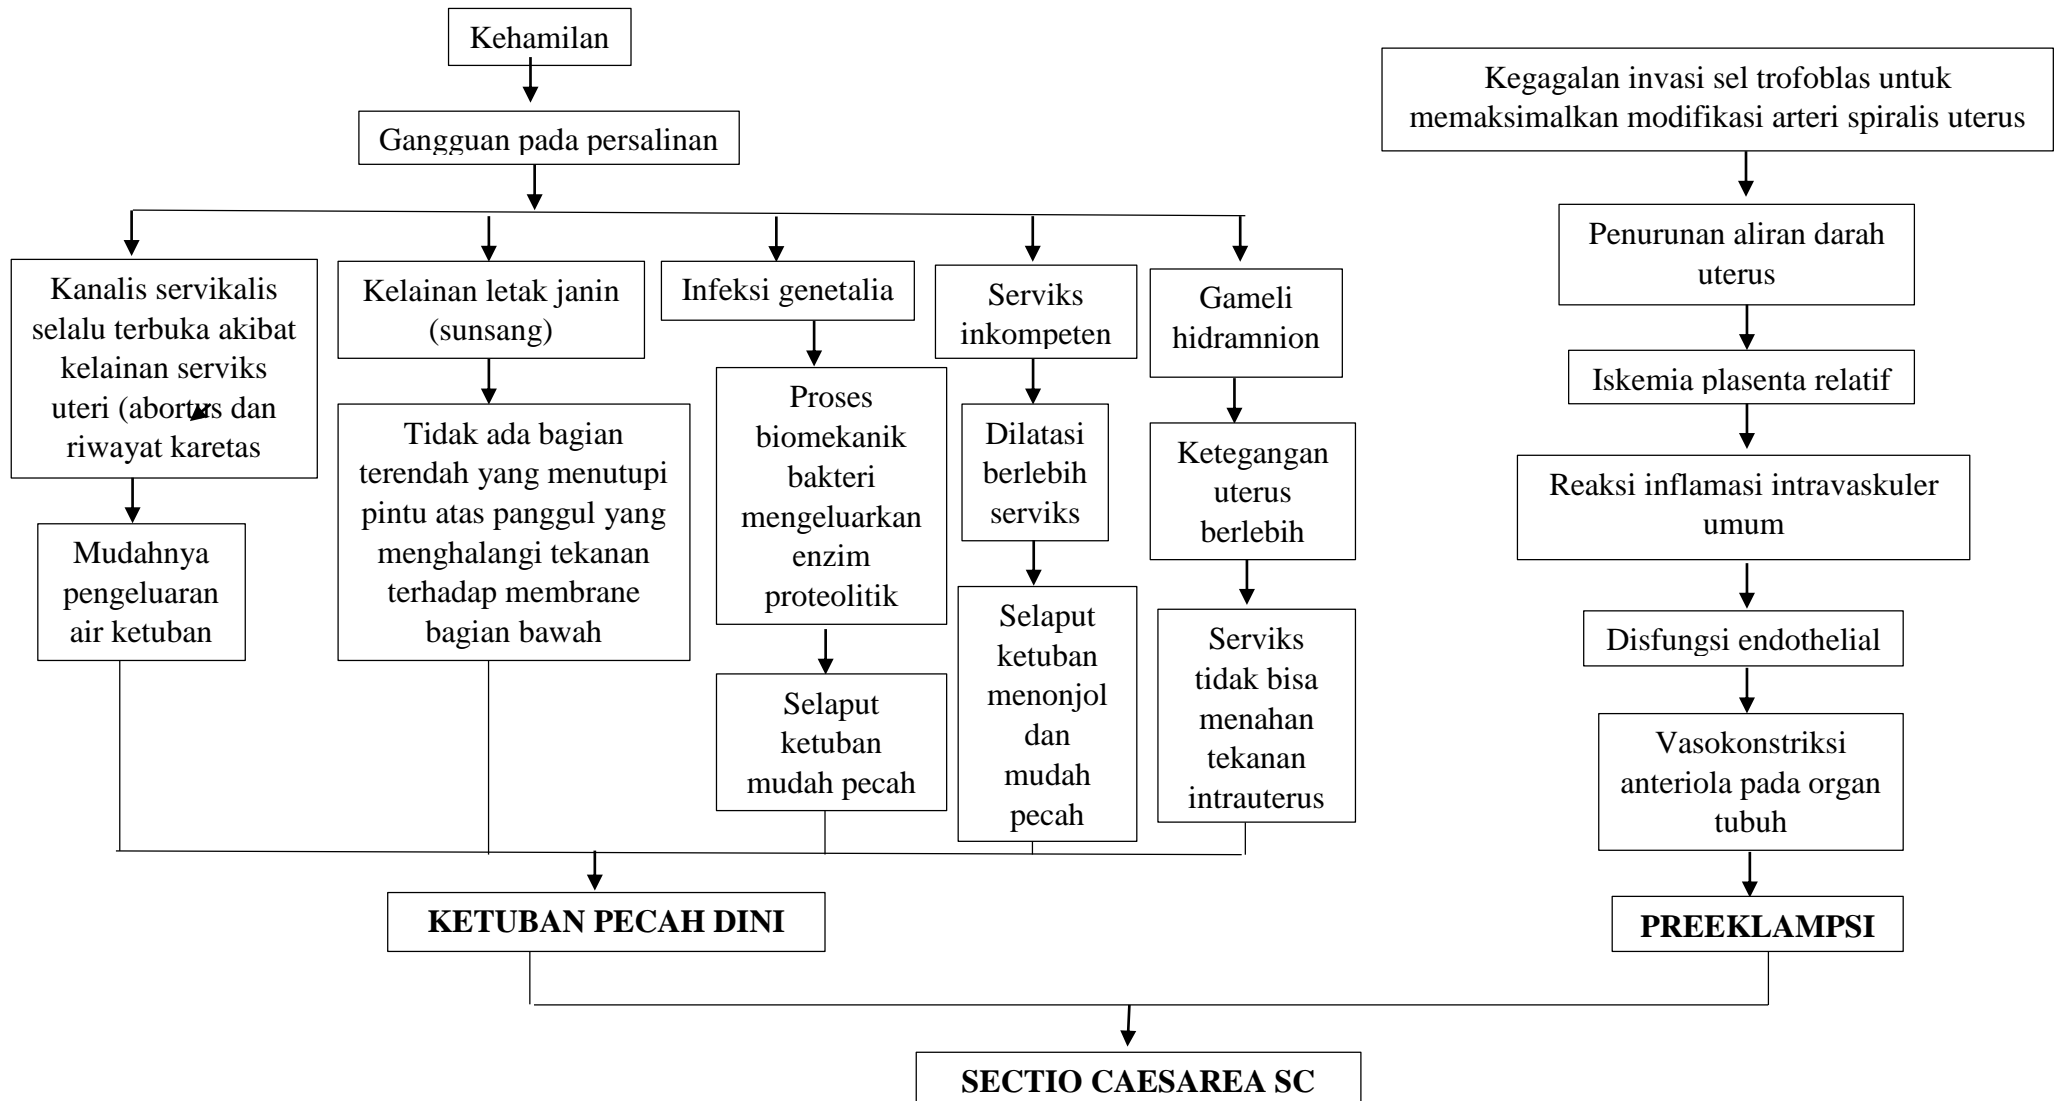 Kehamilan
Gangguan pada persalinan
Kanalis servikalis
selalu terbuka akibat
kelainan serviks
uteri (abortus dan
riwayat karetas
Mudahnya
pengeluaran
air ketuban
Kelainan letak janin
(sunsang)
Tidak ada bagian
terendah yang menutupi
pintu atas panggul yang
menghalangi tekanan
terhadap membrane
bagian bawah
Infeksi genetalia
Proses
biomekanik
bakteri
mengeluarkan
enzim
proteolitik
Selaput
ketuban
mudah pecah
Serviks
inkompeten
Dilatasi
berlebih
serviks
Selaput
ketuban
menonjol
dan
mudah
pecah
Gameli
hidramnion
Ketegangan
uterus
berlebih
Serviks
tidak bisa
menahan
tekanan
intrauterus
KETUBAN PECAH DINI
Kegagalan invasi sel trofoblas untuk
memaksimalkan modifikasi arteri spiralis uterus
Penurunan aliran darah
uterus
Iskemia plasenta relatif
Reaksi inflamasi intravaskuler
umum
Disfungsi endothelial
Vasokonstriksi
anteriola pada organ
tubuh
PREEKLAMPSI
SECTIO CAESAREA SC